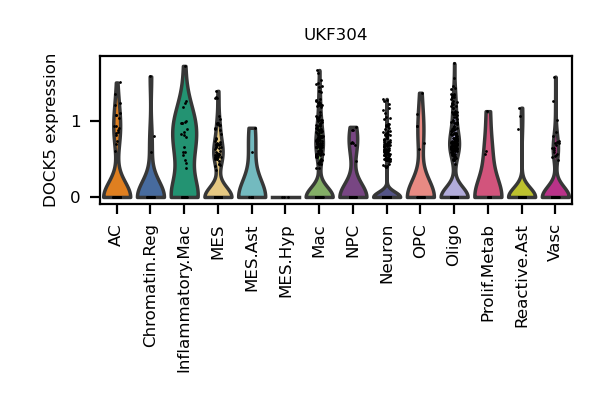 UKF304
DOCK5 expression
1
0
AC
Chromatin.Reg
Inflammatory.Mac
MES
MES.Ast
MES.Hyp
Mac
NPC
Neuron
OPC
Oligo
Prolif.Metab
Reactive.Ast
Vasc